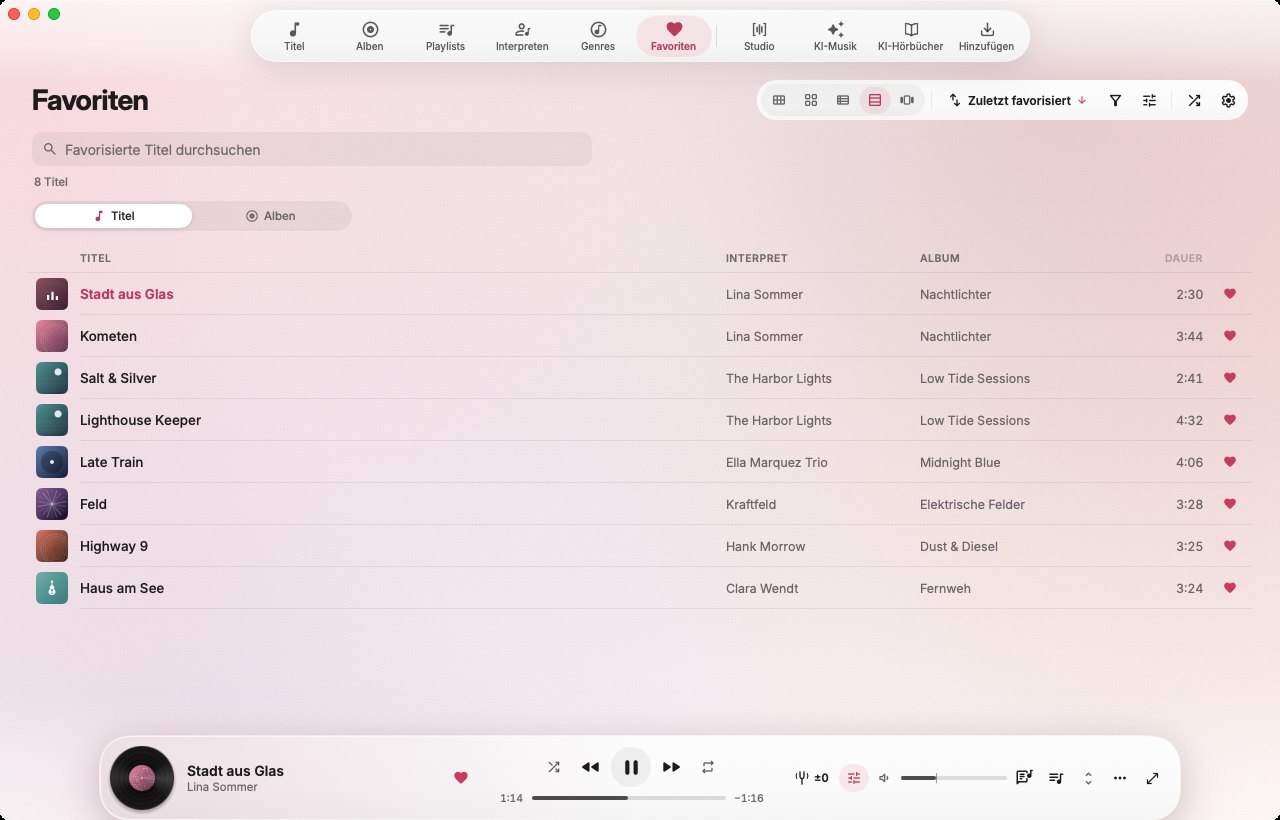 Titel
Alben
Playlists
Interpreten
Genres
Favoriten
Studio
KI-Musik
KI-Hörbücher
Hinzufügen
Favoriten
Zuletzt favorisiert
Favorisierte Titel durchsuchen
8 Titel
Titel
Alben
TITEL INTERPRET ALBUM DAUER
Stadt aus Glas Lina Sommer Nachtlichter 2:30
Kometen Lina Sommer Nachtlichter 3:44
Salt & Silver The Harbor Lights Low Tide Sessions 2:41
Lighthouse Keeper The Harbor Lights Low Tide Sessions 4:32
Late Train Ella Marquez Trio Midnight Blue 4:06
Feld Kraftfeld Elektrische Felder 3:28
Highway 9 Hank Morrow Dust & Diesel 3:25
Haus am See Clara Wendt Fernweh 3:24
Stadt aus Glas
Lina Sommer
1:14
−1:16
±0